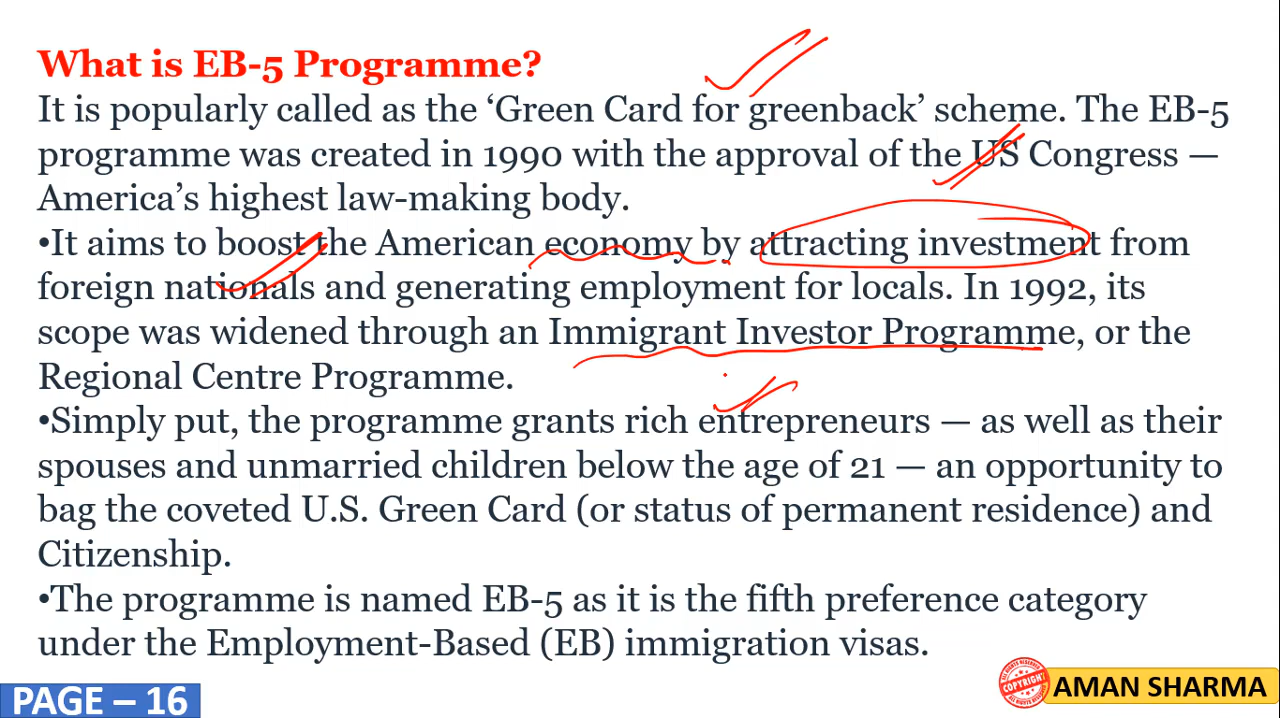 What is EB-5 Programme?
It is popularly called as the ‘Green Card for greenback’ scheme. The EB-5
programme was created in 1990 with the approval of the US Congress —
America’s highest law-making body.
•It aims to boost the American economy by attracting investment from
foreign nationals and generating employment for locals. In 1992, its
scope was widened through an Immigrant Investor Programme, or the
Regional Centre Programme.
•Simply put, the programme grants rich entrepreneurs — as well as their
spouses and unmarried children below the age of 21 — an opportunity to
bag the coveted U.S. Green Card (or status of permanent residence) and
Citizenship.
•The programme is named EB-5 as it is the fifth preference category
under the Employment-Based (EB) immigration visas.
PAGE – 16
COPYRIGHT
AMAN SHARMA